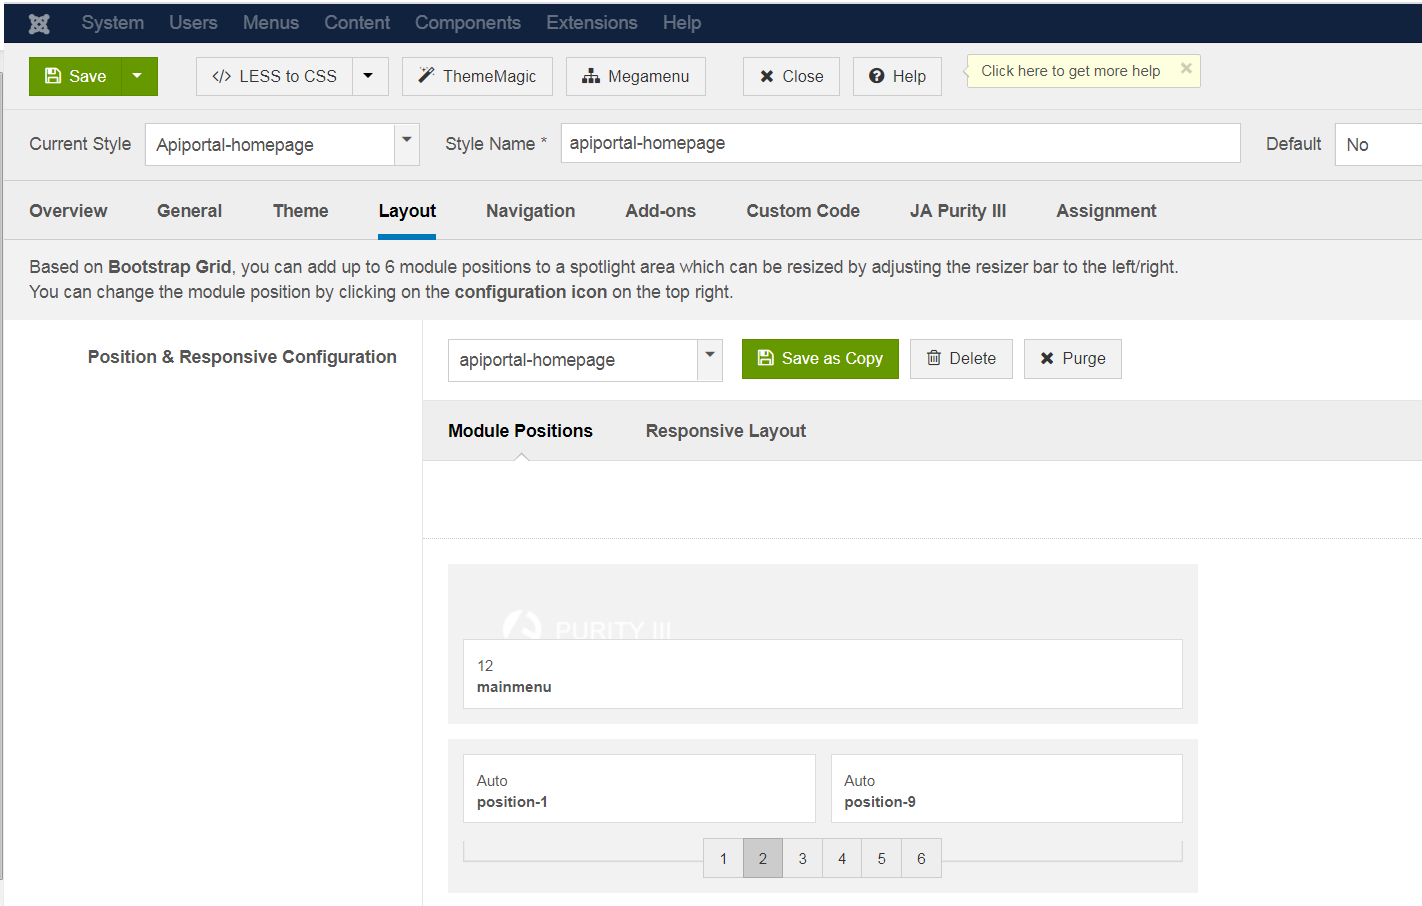 System Users Menus Content Components Extensions Help
Save </> LESS to CSS ThemeMagic Megamenu Close Help Click here to get more help
Current Style Apiportal-homepage Style Name * apiportal-homepage Default No
Overview General Theme Layout Navigation Add-ons Custom Code JA Purity III Assignment
Based on Bootstrap Grid, you can add up to 6 module positions to a spotlight area which can be resized by adjusting the resizer bar to the left/right.
You can change the module position by clicking on the configuration icon on the top right.
Position & Responsive Configuration apiportal-homepage Save as Copy Delete Purge
Module Positions Responsive Layout
PURITY III
12
mainmenu
Auto Auto
position-1 position-9
1 2 3 4 5 6